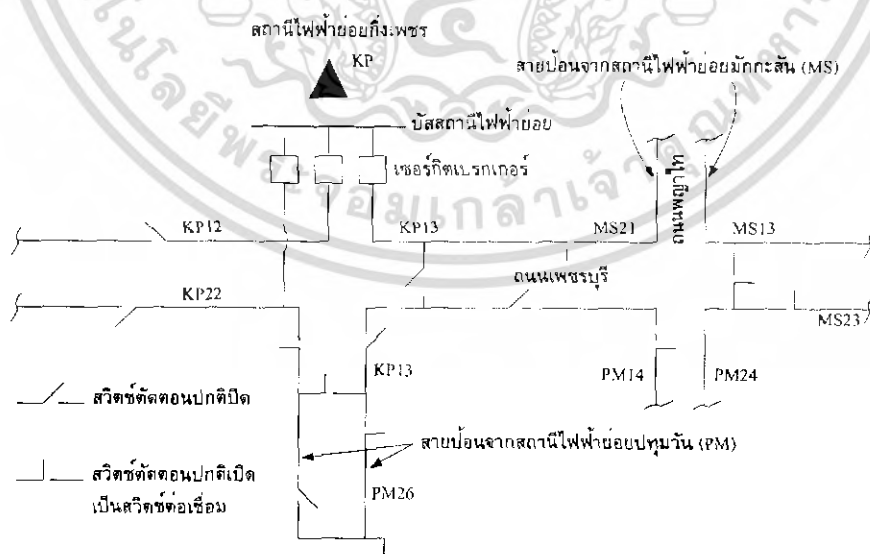 สถานีไฟฟ้าย่อยกิ่งเพชร
KP
สายป้อนจากสถานีไฟฟ้าย่อยมักกะสัน (MS)
บัสสถานีไฟฟ้าย่อย
เซอร์กิตเบรกเกอร์
ถนนพญาไท
KP12
KP13
MS21
MS13
ถนนเพชรบุรี
KP22
MS23
KP13
PM14
PM24
สวิตช์ตัดตอนปกติปิด
สายป้อนจากสถานีไฟฟ้าย่อยปทุมวัน (PM)
สวิตช์ตัดตอนปกติเปิด
เป็นสวิตช์ต่อเชื่อม
PM26